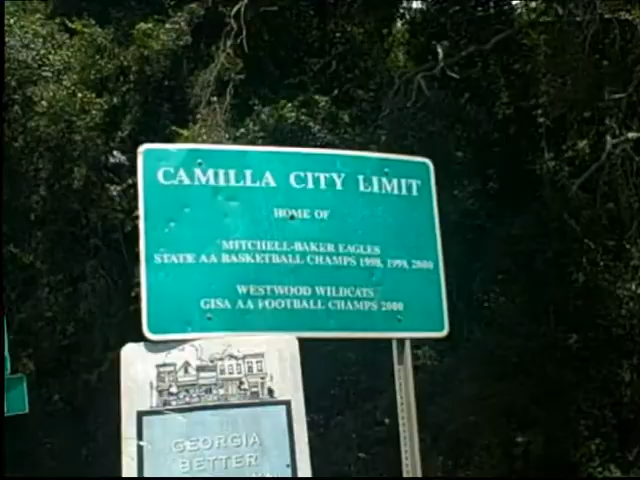 CAMILLA CITY LIMIT
HOME OF
MITCHELL-BAKER EAGLES
STATE AA BASKETBALL CHAMPS 1998, 1999, 2000
WESTWOOD WILDCATS
GISA AA FOOTBALL CHAMPS 2000
GEORGIA
BETTER